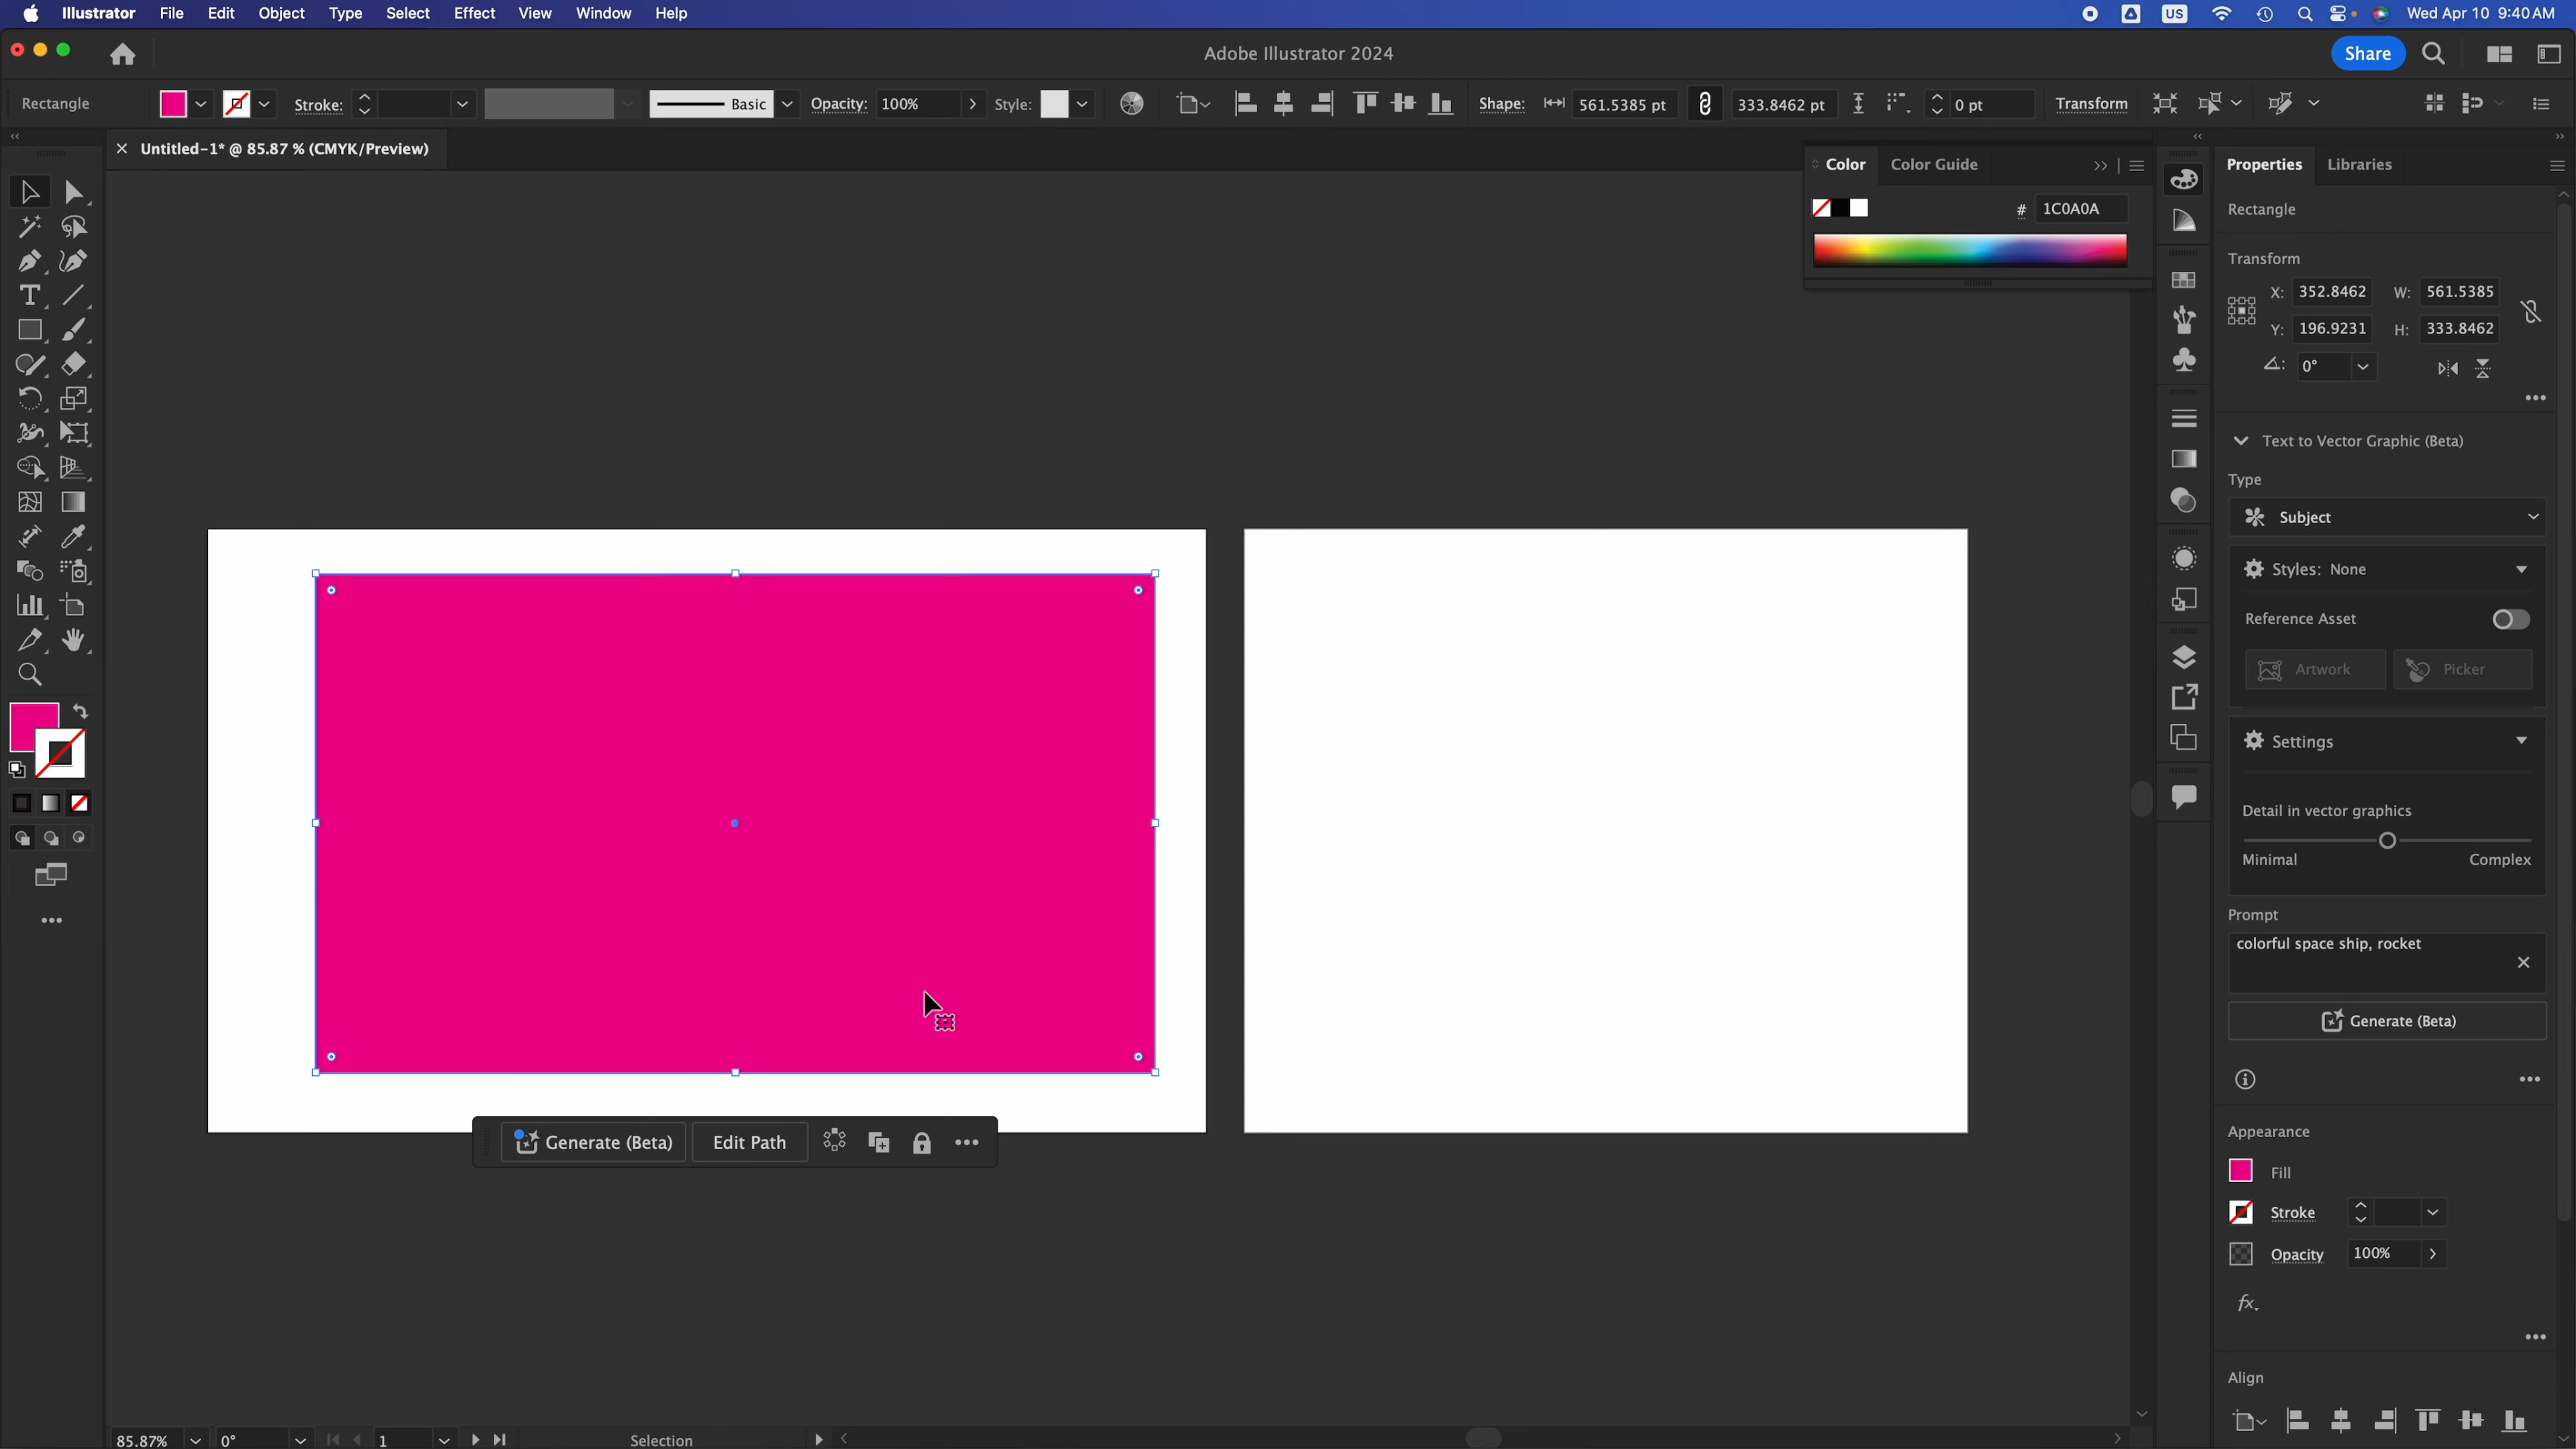 Illustrator File Edit Object Type Select Effect View Window Help US Wed Apr 10 9:40 AM
Adobe Illustrator 2024 Share
Rectangle Stroke: Basic Opacity: 100% Style: Shape: 561.5385 pt 333.8462 pt 0 pt Transform
Untitled-1* @ 85.87 % (CMYK/Preview)
Color Color Guide
# 1C0A0A
Properties Libraries
Rectangle
Transform
X: 352.8462 W: 561.5385
Y: 196.9231 H: 333.8462
0°
Text to Vector Graphic (Beta)
Type
Subject
Styles: None
Reference Asset
Artwork Picker
Settings
Detail in vector graphics
Minimal Complex
Prompt
colorful space ship, rocket
Generate (Beta)
Appearance
Fill
Stroke
Opacity 100%
fx.
Align
Generate (Beta) Edit Path
85.87% 0° 1 Selection